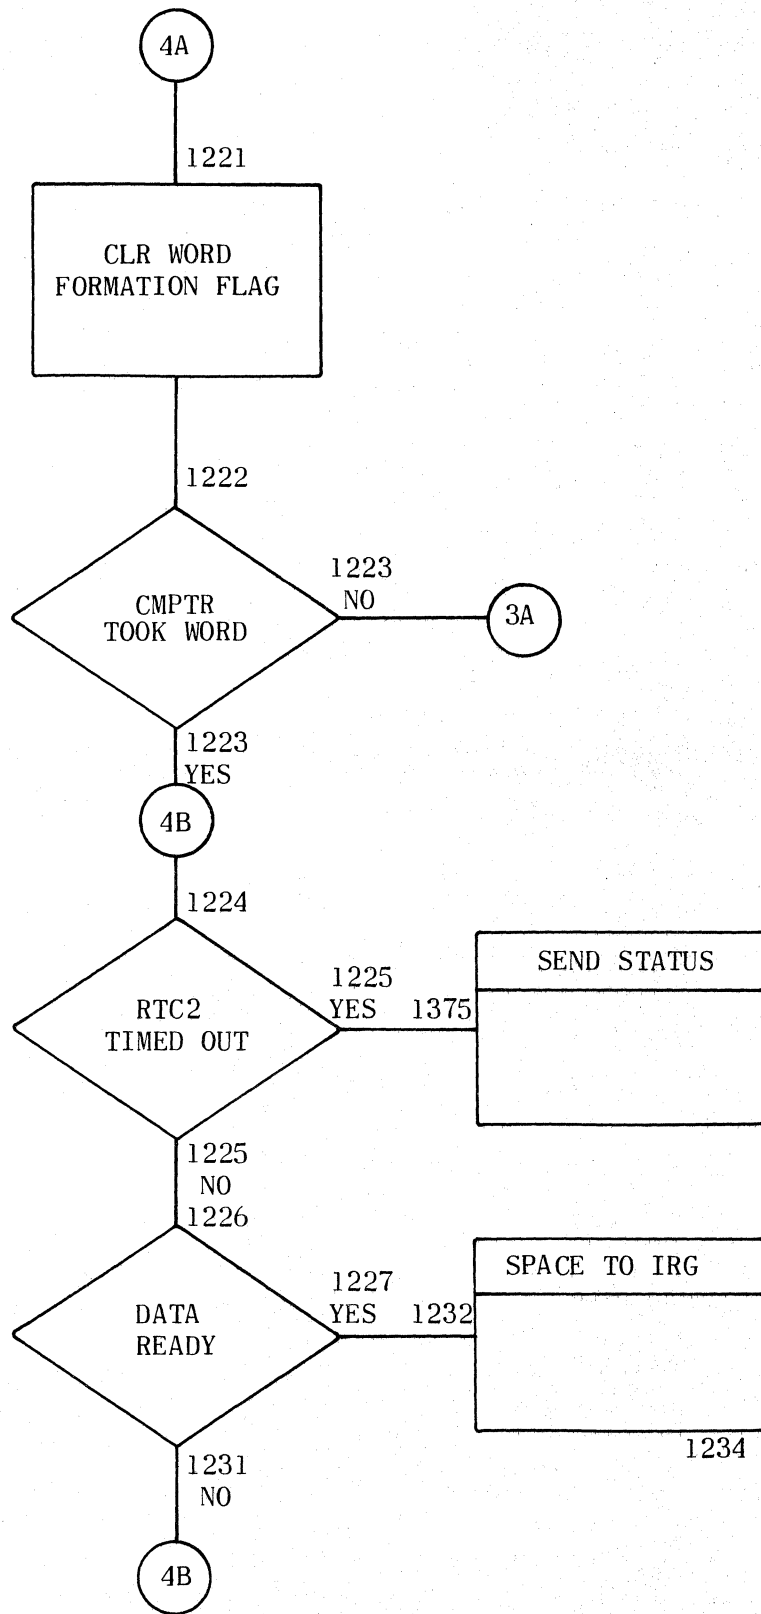 4A
1221
CLR WORD
FORMATION FLAG
1222
CMPTR
TOOK WORD
1223
NO
3A
1223
YES
4B
1224
RTC2
TIMED OUT
1225
YES 1375
SEND STATUS
1225
NO
1226
DATA
READY
1227
YES 1232
SPACE TO IRG
1234
1231
NO
4B